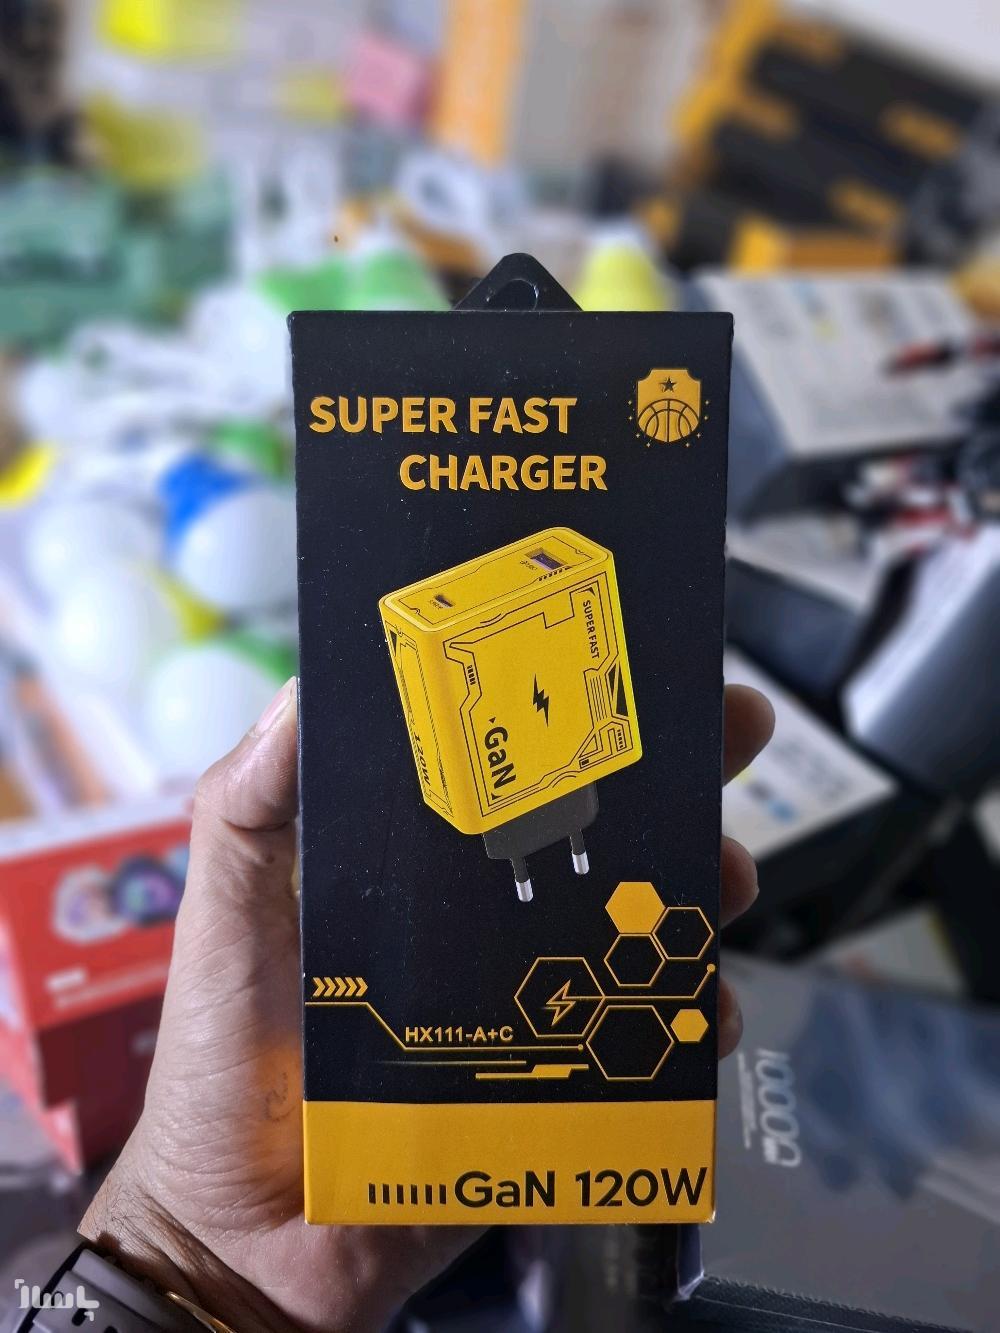 SUPER FAST
CHARGER
SUPER FAST
GaN
120W
HX111-A+C
GaN 120W
10000
باسلام